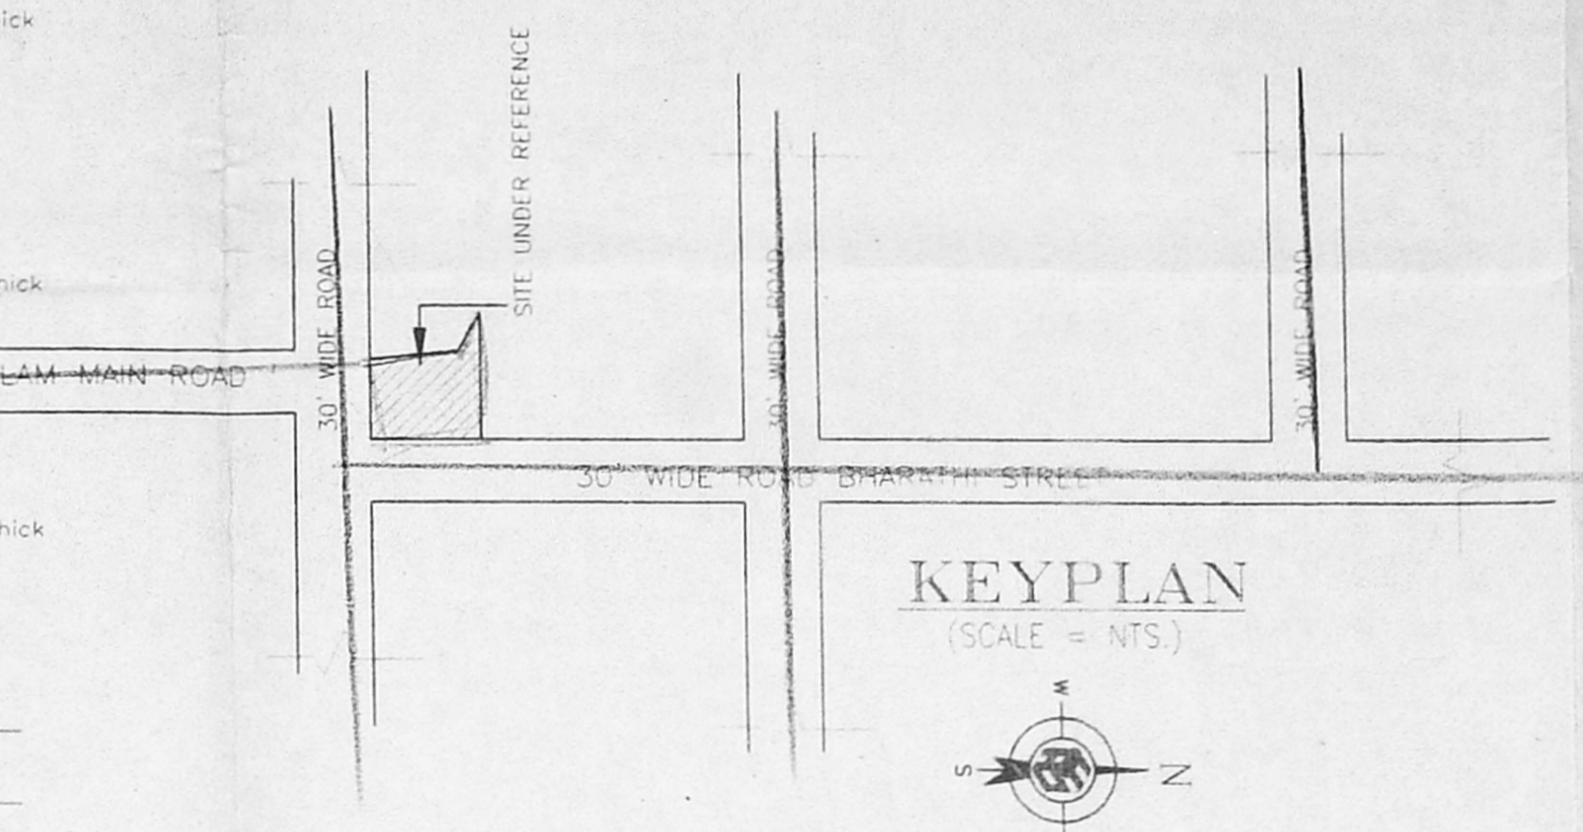 ick
SITE UNDER REFERENCE
hick
30' WIDE ROAD
30' WIDE ROAD
30' WIDE ROAD
LAM MAIN ROAD
30' WIDE ROAD BHARATHI STREET
hick
KEYPLAN
(SCALE = NTS.)
W
S
N